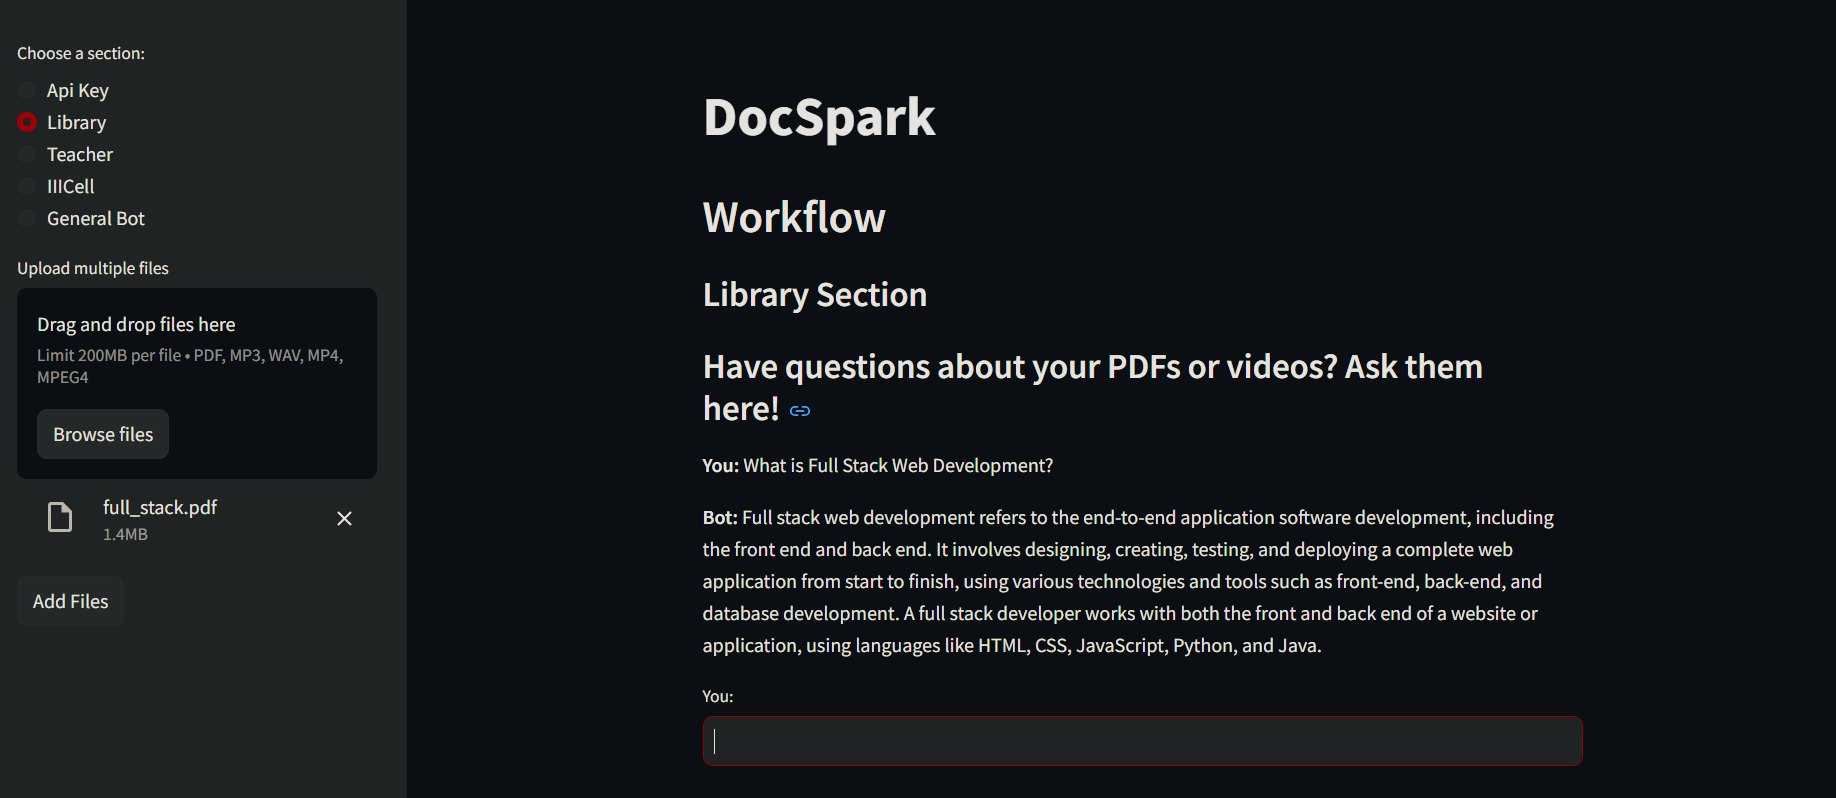 Choose a section:
Api Key
Library
Teacher
IIICell
General Bot
Upload multiple files
Drag and drop files here
Limit 200MB per file • PDF, MP3, WAV, MP4,
MPEG4
Browse files
full_stack.pdf
1.4MB
Add Files
DocSpark
Workflow
Library Section
Have questions about your PDFs or videos? Ask them
here!
You: What is Full Stack Web Development?
Bot: Full stack web development refers to the end-to-end application software development, including
the front end and back end. It involves designing, creating, testing, and deploying a complete web
application from start to finish, using various technologies and tools such as front-end, back-end, and
database development. A full stack developer works with both the front and back end of a website or
application, using languages like HTML, CSS, JavaScript, Python, and Java.
You: